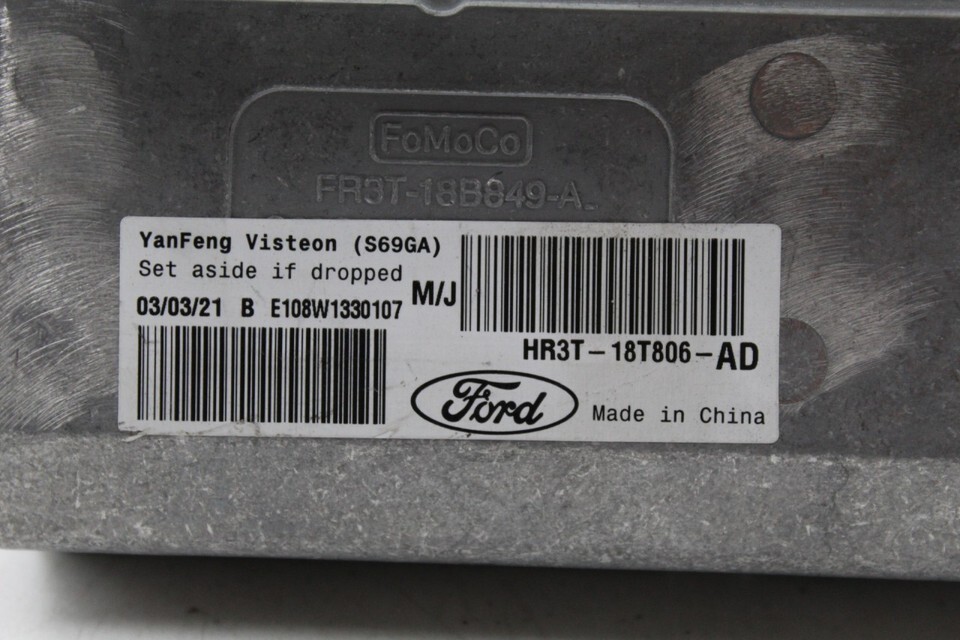 FoMoCo
FR3T-18B849-A
YanFeng Visteon (S69GA)
Set aside if dropped
03/03/21 B E108W1330107
M/J
HR3T-18T806-AD
Ford
Made in China